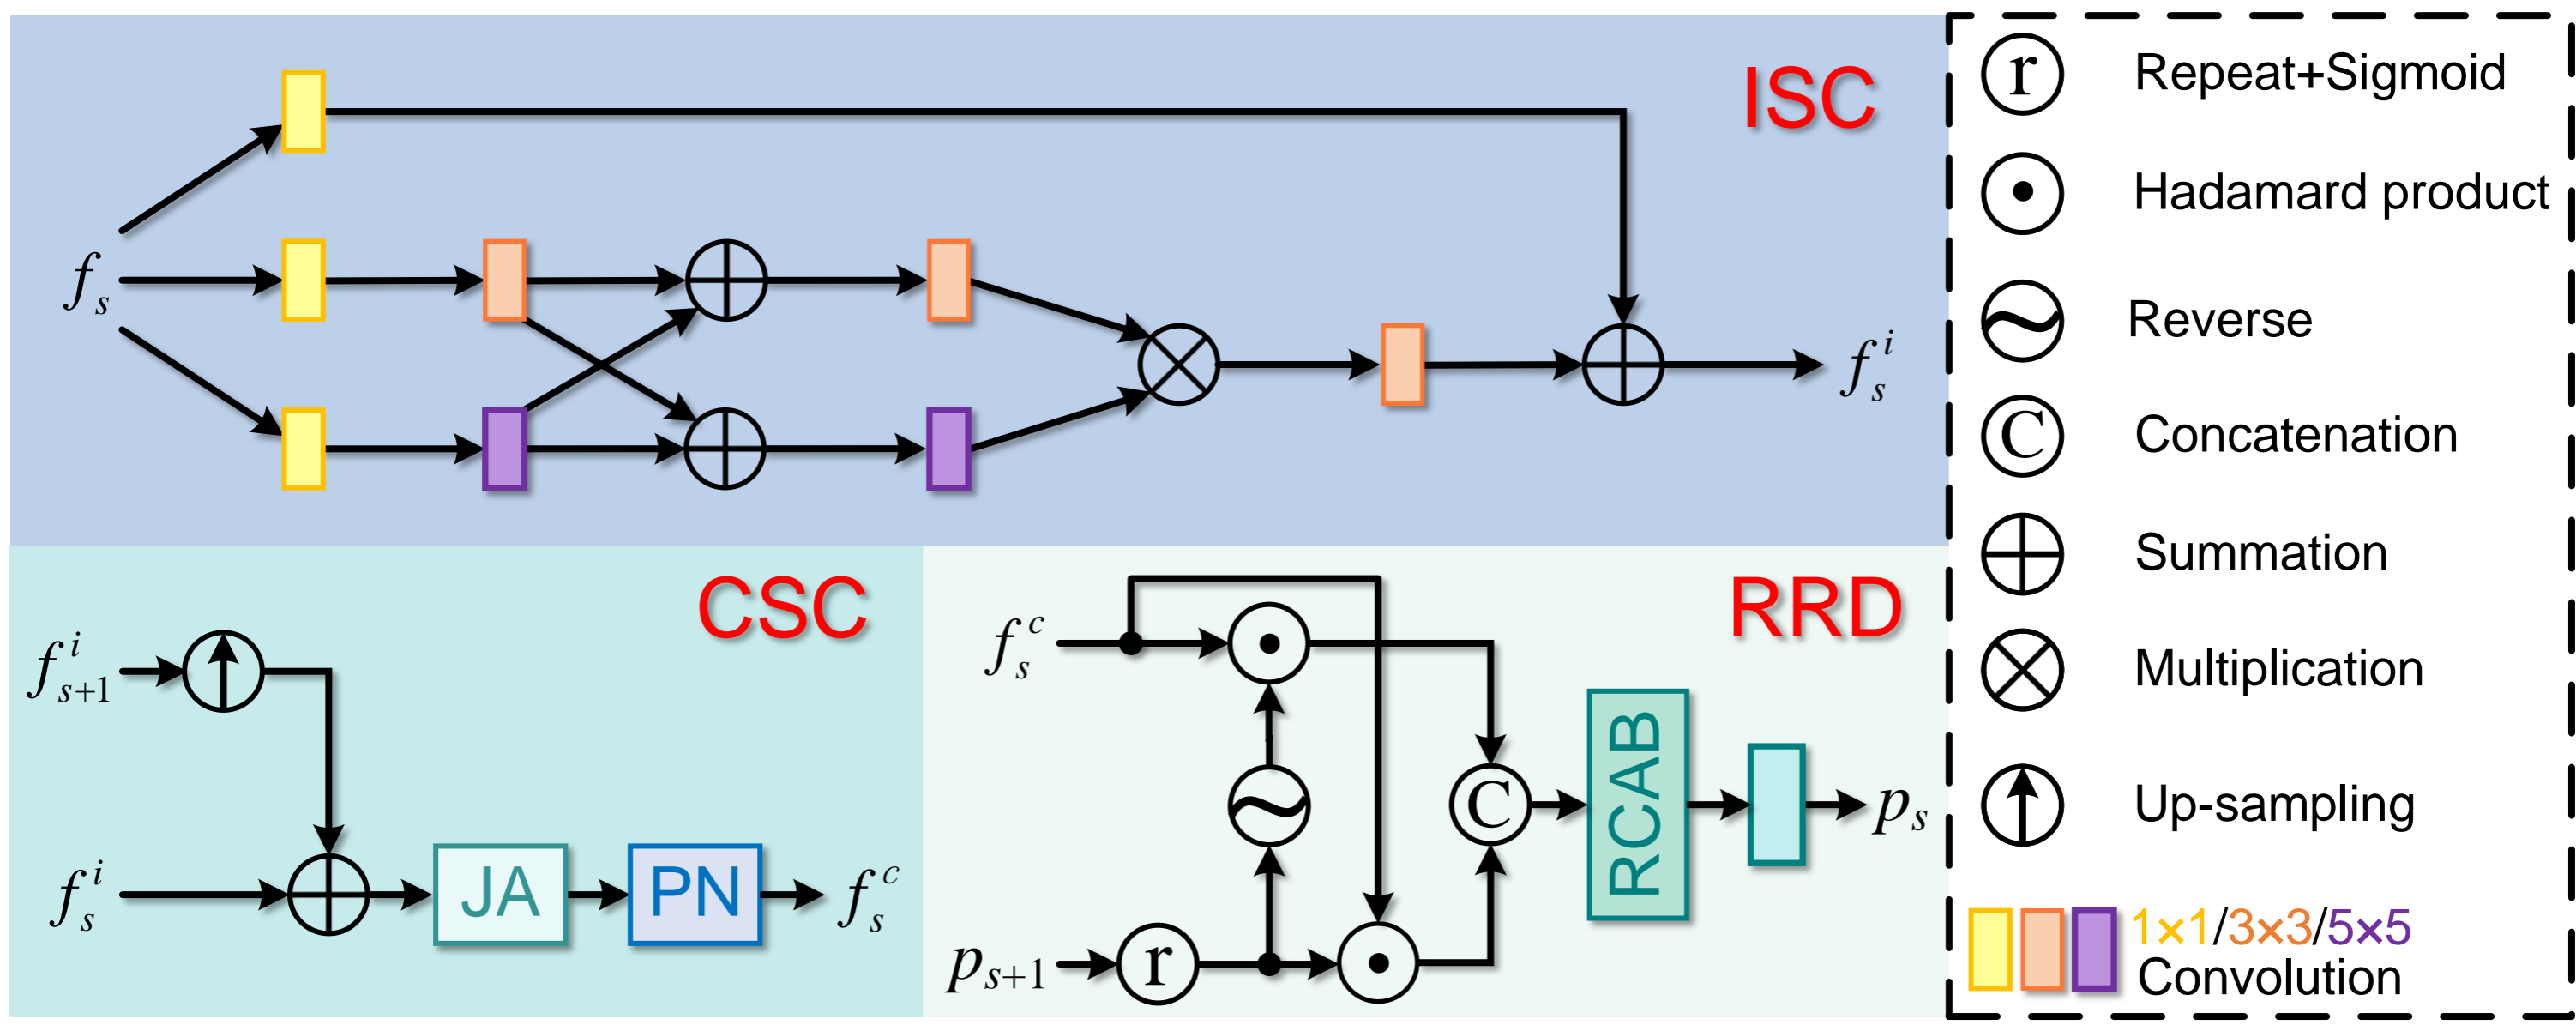 ISC
f_s
f_s^i
CSC
f_{s+1}^i
f_s^i
JA
PN
f_s^c
RRD
f_s^c
p_{s+1}
r
C
RCAB
p_s
r Repeat+Sigmoid
Hadamard product
Reverse
C Concatenation
Summation
Multiplication
Up-sampling
1×1/3×3/5×5
Convolution